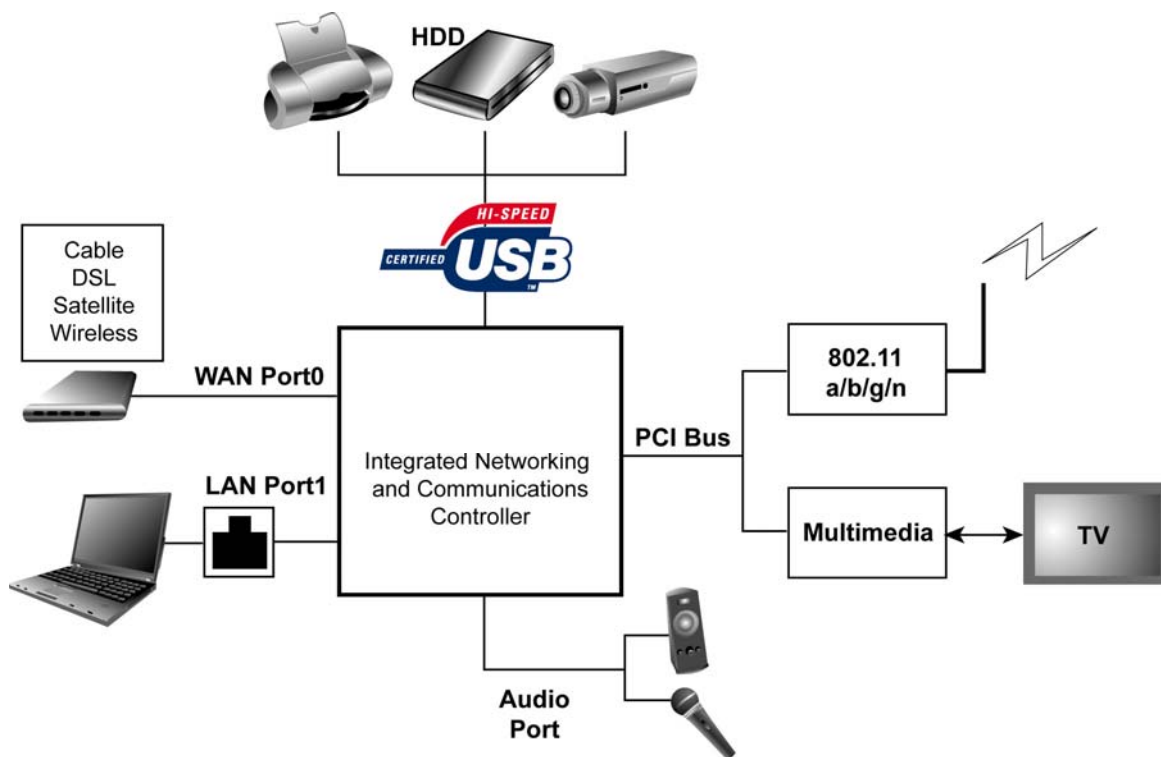 HDD
HI-SPEED
CERTIFIED USB
TM
Cable
DSL
Satellite
Wireless
WAN Port0
LAN Port1
Integrated Networking
and Communications
Controller
PCI Bus
802.11
a/b/g/n
Multimedia
TV
Audio
Port